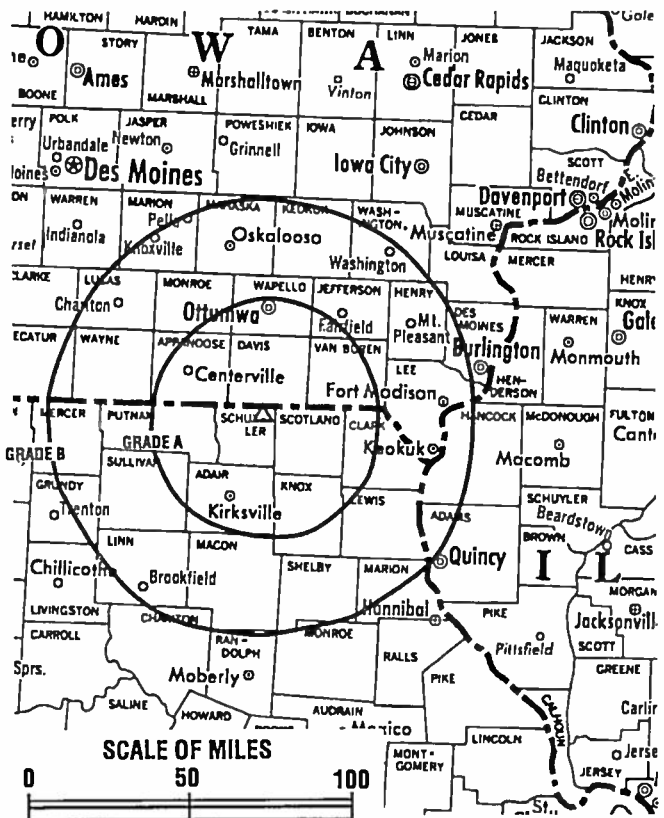 HAMILTON HARDIN
TAMA BENTON LINN JONES
STORY JACKSON
O W A
Marion Maquoketa
Ames Marshalltown Vinton Cedar Rapids
BOONE MARSHALL CLINTON
POLK JASPER POWESHIEK IOWA JOHNSON CEDAR Clinton
Urbandale Newton Grinnell
Des Moines Iowa City SCOTT
Bettendorf
WARREN MARION KEOKUK WASH- Davenport
Pella INGTON MUSCATINE
Indianola Knoxville Oskaloosa Muscatine ROCK ISLAND Rock Isl
Washington LOUISA MERCER
CLARKE LUCAS MONROE WAPELLO JEFFERSON HENRY HENRY
Chariton Ottumwa Fairfield Mt. DES KNOX
Pleasant MOINES WARREN Gale
ECATUR WAYNE APPANOOSE DAVIS VAN BUREN Burlington Monmouth
Centerville LEE
Fort Madison HEN-
DERSON
MERCER PUTNAM SCHUY SCOTLAND CLARK HANCOCK McDONOUGH FULTON
LER Cant
GRADE B GRADE A Keokuk Macomb
SULLIVAN ADAIR KNOX
GRUNDY LEWIS SCHUYLER
Trenton Kirksville ADAMS Beardstown
LINN MACON BROWN CASS
Chillicothe SHELBY MARION Quincy I L
Brookfield MORGAN
LIVINGSTON CHARITON Hannibal PIKE Jacksonvill
CARROLL RAN- MONROE SCOTT
DOLPH Pittsfield
Sprs. Moberly RALLS GREENE
PIKE
SALINE HOWARD AUDRAIN CALHOUN Carlin
Mexico
SCALE OF MILES LINCOLN Jerse
MONT-
GOMERY JERSEY
0 50 100 St.